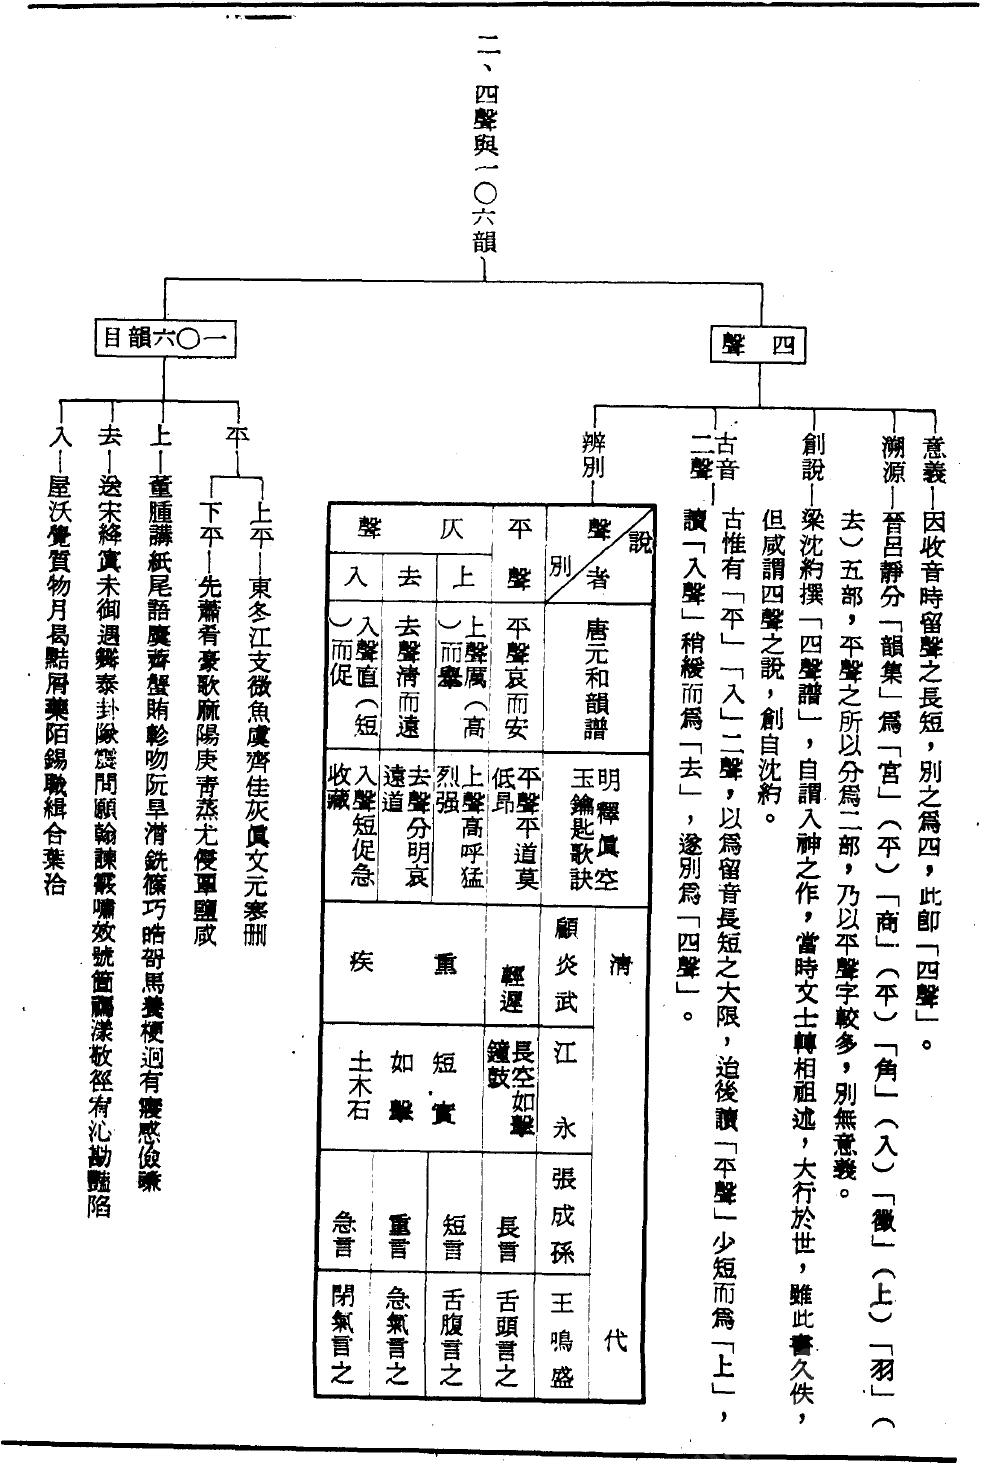 二、四聲與一〇六韻
四聲
意義—因收音時留聲之長短，別之爲四，此卽「四聲」。
溯源—晉呂靜分「韻集」爲「宮」（平）「商」（平）「角」（入）「徵」（上）「羽」（
去）五部，平聲之所以分爲二部，乃以平聲字較多，別無意義。
創說—梁沈約撰「四聲譜」，自謂入神之作，當時文士轉相祖述，大行於世，雖此書久佚，
但咸謂四聲之說，創自沈約。
古音
二聲
古惟有「平」「入」二聲，以爲留音長短之大限，迨後讀「平聲」少短而爲「上」，
讀「入聲」稍緩而爲「去」，遂別爲「四聲」。
辨別
說者
聲別
平聲
仄聲
上
去
入
唐元和韻譜
平聲哀而安
上聲厲（高
）而舉
去聲清而遠
入聲直（短
）而促
明釋眞空
玉鑰匙歌訣
平聲平道莫
低昂
上聲高呼猛
烈强
去聲分明哀
遠道
入聲短促急
收藏
清代
顧炎武
輕遲
重疾
江永
長空如擊
鐘鼓
短實
如擊
土木石
張成孫
長言
短言
重言
急言
王鳴盛
舌頭言之
舌腹言之
急氣言之
閉氣言之
一〇六韻目
平
上平—東冬江支微魚虞齊佳灰眞文元寒刪
下平—先蕭肴豪歌麻陽庚靑蒸尤侵覃鹽咸
上—董腫講紙尾語麌薺蟹賄軫吻阮旱潸銑篠巧皓哿馬養梗迥有寢感儉豏
去—送宋絳寘未御遇霽泰卦隊震問願翰諫霰嘯效號箇禡漾敬徑宥沁勘豔陷
入—屋沃覺質物月曷黠屑藥陌錫職緝合葉洽